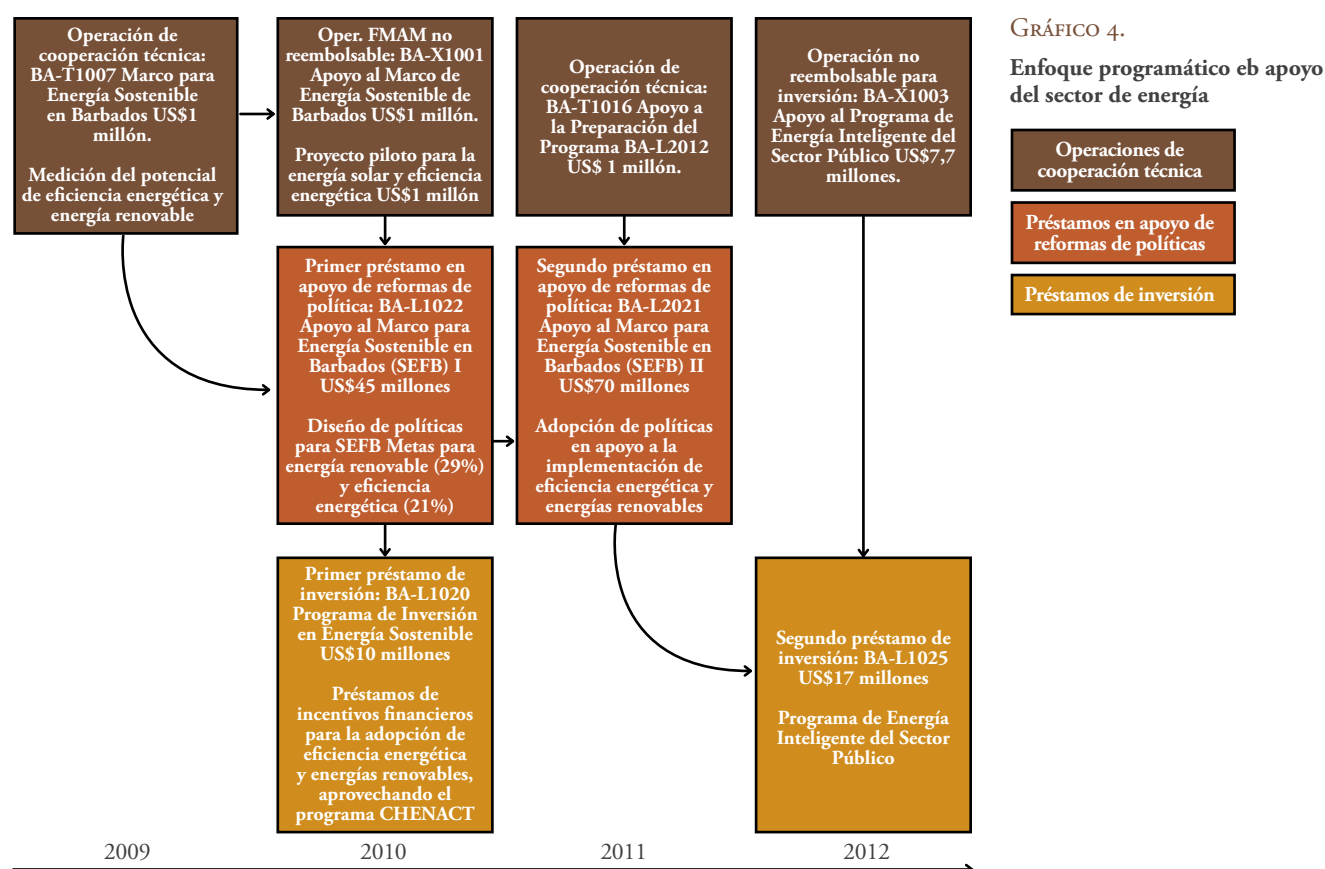 Operación de
cooperación técnica:
BA-T1007 Marco para
Energía Sostenible
en Barbados US$1
millón.
Medición del potencial
de eficiencia energética y
energía renovable
Oper. FMAM no
reembolsable: BA-X1001
Apoyo al Marco de
Energía Sostenible de
Barbados US$1 millón.
Proyecto piloto para la
energía solar y eficiencia
energética US$1 millón
Operación de
cooperación técnica:
BA-T1016 Apoyo a
la Preparación del
Programa BA-L2012
US$ 1 millón.
Operación no
reembolsable para
inversión: BA-X1003
Apoyo al Programa de
Energía Inteligente del
Sector Público US$7,7
millones.
Gráfico 4.
Enfoque programático eb apoyo
del sector de energía
Operaciones de
cooperación técnica
Préstamos en apoyo de
reformas de políticas
Préstamos de inversión
Primer préstamo en
apoyo de reformas de
política: BA-L1022
Apoyo al Marco para
Energía Sostenible en
Barbados (SEFB) I
US$45 millones
Diseño de políticas
para SEFB Metas para
energía renovable (29%)
y eficiencia
energética (21%)
Segundo préstamo en
apoyo de reformas de
política: BA-L2021
Apoyo al Marco para
Energía Sostenible en
Barbados (SEFB) II
US$70 millones
Adopción de políticas
en apoyo a la
implementación de
eficiencia energética y
energías renovables
Primer préstamo de
inversión: BA-L1020
Programa de Inversión
en Energía Sostenible
US$10 millones
Préstamos de
incentivos financieros
para la adopción de
eficiencia energética
y energías renovables,
aprovechando el
programa CHENACT
Segundo préstamo de
inversión: BA-L1025
US$17 millones
Programa de Energía
Inteligente del Sector
Público
2009
2010
2011
2012